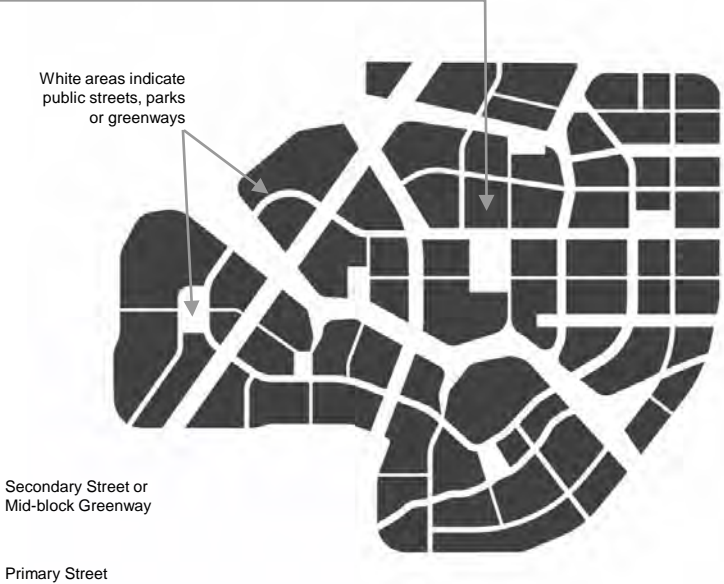 White areas indicate
public streets, parks
or greenways
Secondary Street or
Mid-block Greenway
Primary Street